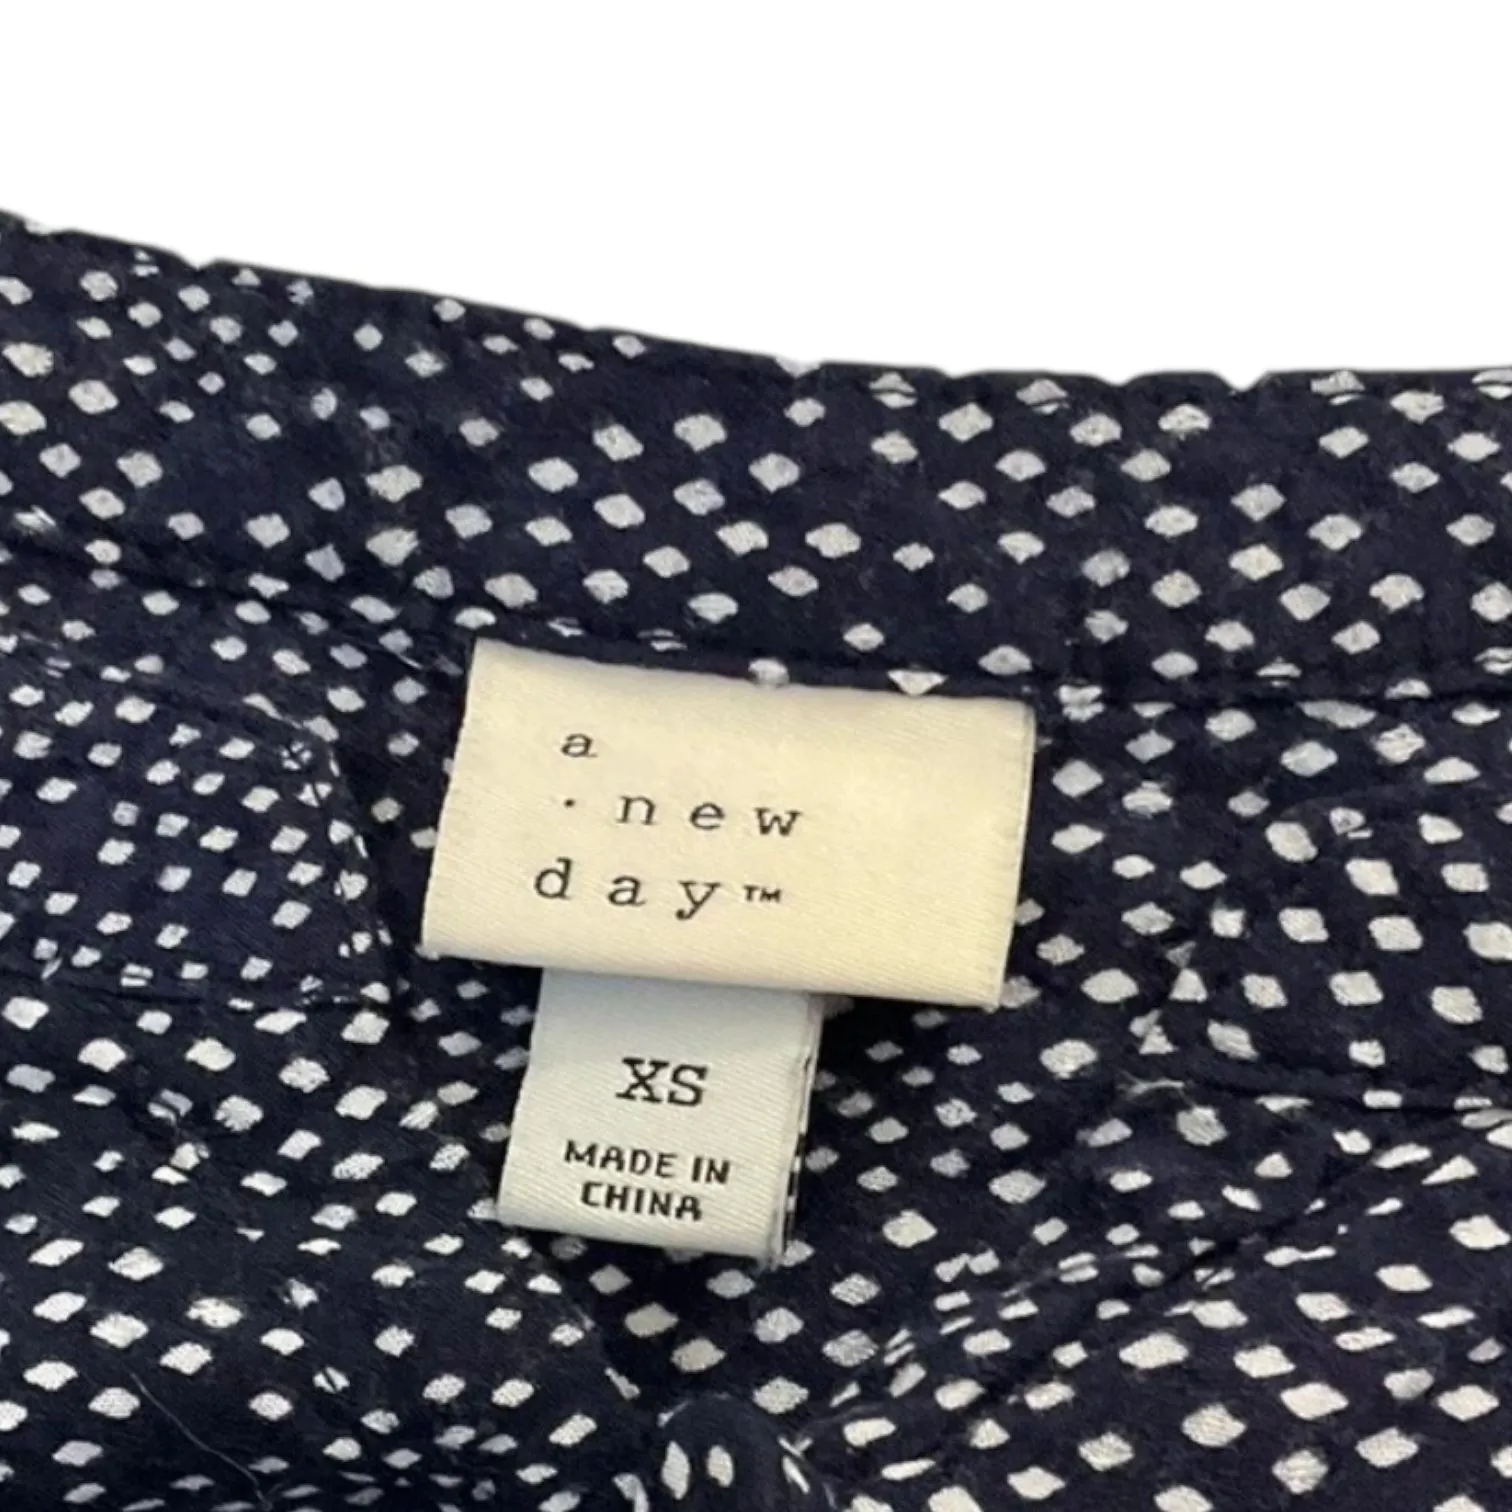 a
· new
day™
XS
MADE IN
CHINA